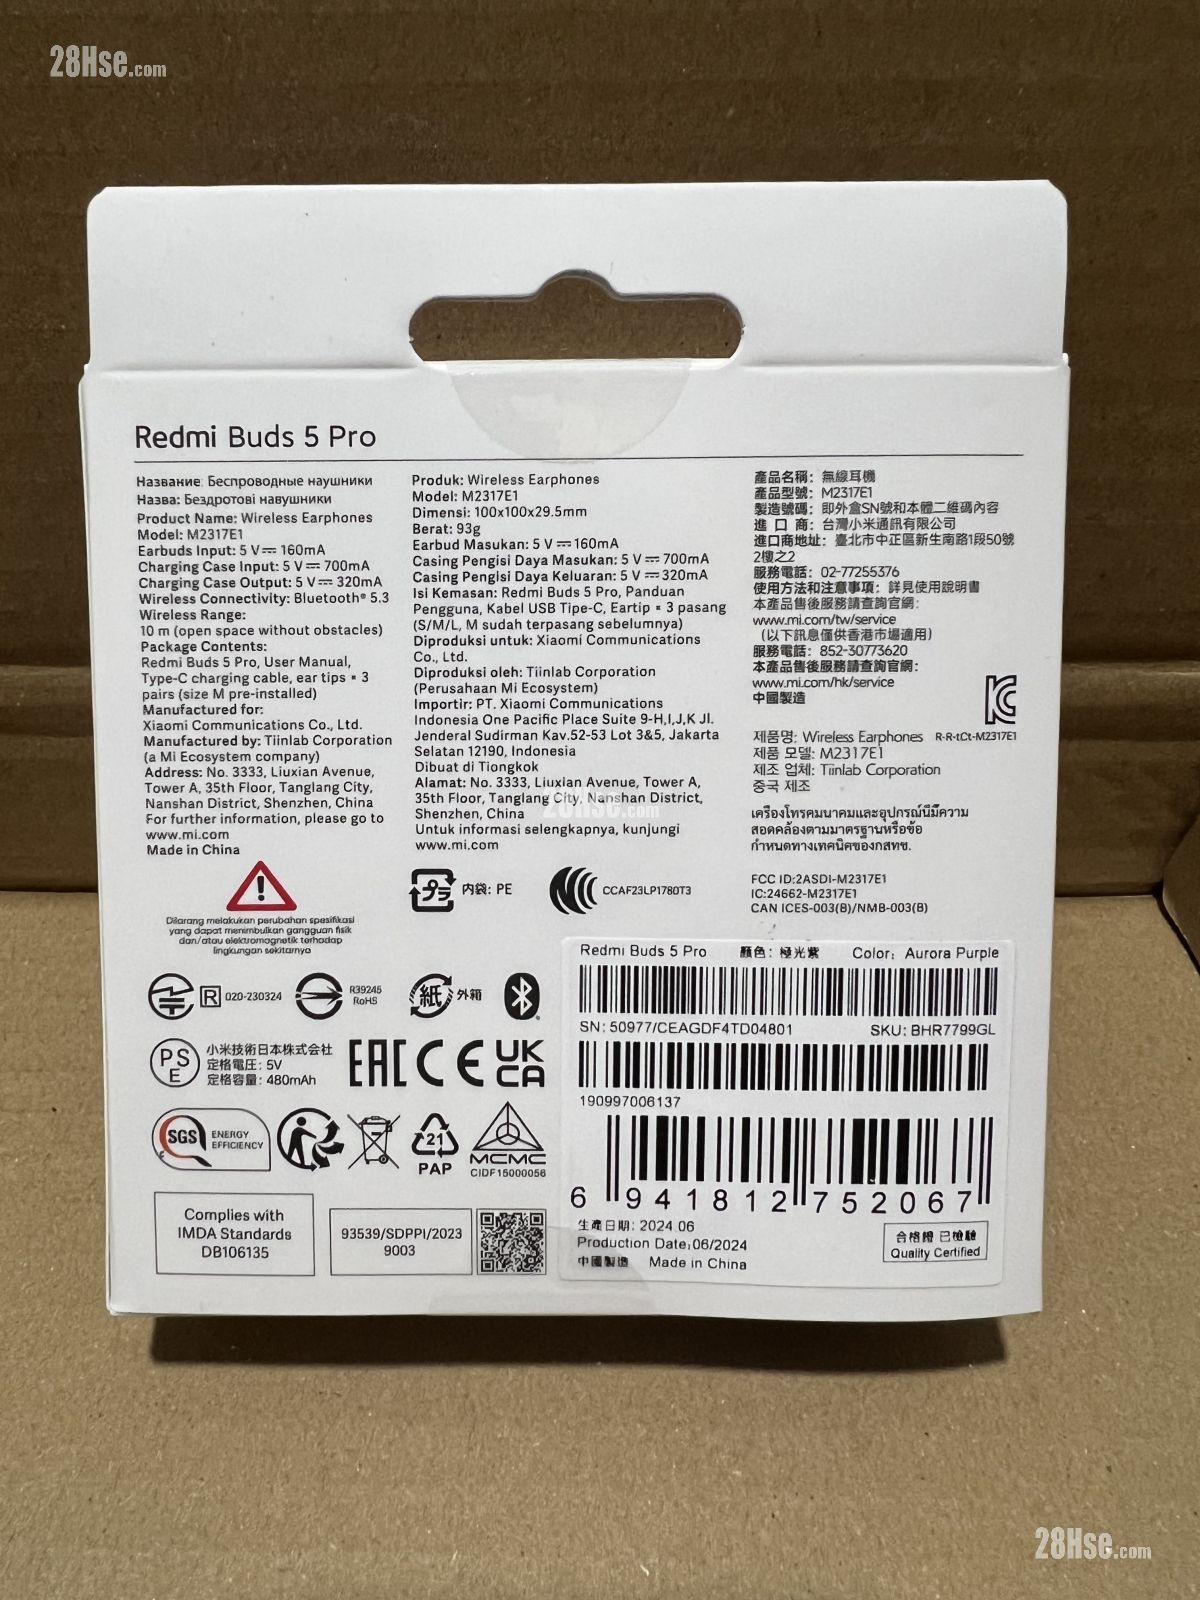 28Hse.com
Redmi Buds 5 Pro
Название: Беспроводные наушники
Назва: Бездротові навушники
Product Name: Wireless Earphones
Model: M2317E1
Earbuds Input: 5 V⎓160mA
Charging Case Input: 5 V⎓700mA
Charging Case Output: 5 V⎓320mA
Wireless Connectivity: Bluetooth® 5.3
Wireless Range:
10 m (open space without obstacles)
Package Contents:
Redmi Buds 5 Pro, User Manual,
Type-C charging cable, ear tips × 3
pairs (size M pre-installed)
Manufactured for:
Xiaomi Communications Co., Ltd.
Manufactured by: Tiinlab Corporation
(a Mi Ecosystem company)
Address: No. 3333, Liuxian Avenue,
Tower A, 35th Floor, Tanglang City,
Nanshan District, Shenzhen, China
For further information, please go to
www.mi.com
Made in China
Produk: Wireless Earphones
Model: M2317E1
Dimensi: 100x100x29.5mm
Berat: 93g
Earbud Masukan: 5 V⎓160mA
Casing Pengisi Daya Masukan: 5 V⎓700mA
Casing Pengisi Daya Keluaran: 5 V⎓320mA
Isi Kemasan: Redmi Buds 5 Pro, Panduan
Pengguna, Kabel USB Tipe-C, Eartip × 3 pasang
(S/M/L, M sudah terpasang sebelumnya)
Diproduksi untuk: Xiaomi Communications
Co., Ltd.
Diproduksi oleh: Tiinlab Corporation
(Perusahaan Mi Ecosystem)
Importir: PT. Xiaomi Communications
Indonesia One Pacific Place Suite 9-H,I,J,K Jl.
Jenderal Sudirman Kav.52-53 Lot 3&5, Jakarta
Selatan 12190, Indonesia
Dibuat di Tiongkok
Alamat: No. 3333, Liuxian Avenue, Tower A,
35th Floor, Tanglang City, Nanshan District,
Shenzhen, China
Untuk informasi selengkapnya, kunjungi
www.mi.com
28Hse.com
產品名稱: 無線耳機
產品型號: M2317E1
製造號碼: 即外盒SN號和本體二維碼內容
進 口 商: 台灣小米通訊有限公司
進口商地址: 臺北市中正區新生南路1段50號
2樓之2
服務電話: 02-77255376
使用方法和注意事項: 詳見使用說明書
本產品售後服務請查詢官網:
www.mi.com/tw/service
(以下訊息僅供香港市場適用)
服務電話: 852-30773620
本產品售後服務請查詢官網:
www.mi.com/hk/service
中國製造
제품명: Wireless Earphones R-R-tCt-M2317E1
제품 모델: M2317E1
제조 업체: Tiinlab Corporation
중국 제조
เครื่องโทรคมนาคมและอุปกรณ์นี้มีความ
สอดคล้องตามมาตรฐานหรือข้อ
กำหนดทางเทคนิคของกสทช.
FCC ID:2ASDI-M2317E1
IC:24662-M2317E1
CAN ICES-003(B)/NMB-003(B)
Dilarang melakukan perubahan spesifikasi
yang dapat menimbulkan gangguan fisik
dan/atau elektromagnetik terhadap
lingkungan sekitarnya
プラ 内袋: PE
CCAF23LP1780T3
R 020-230324
R39245
RoHS
紙 外箱
PSE
小米技術日本株式会社
定格電圧: 5V
定格容量: 480mAh
EAC CE UK
CA
SGS ENERGY
EFFICIENCY
21
PAP
MCMC
CIDF15000056
Complies with
IMDA Standards
DB106135
93539/SDPPI/2023
9003
Redmi Buds 5 Pro 顏色: 極光紫 Color: Aurora Purple
SN: 50977/CEAGDF4TD04801 SKU: BHR7799GL
190997006137
6 941812 752067
生產日期: 2024.06
Production Date:06/2024
中國製造 Made in China
合格證 已檢驗
Quality Certified
28Hse.com